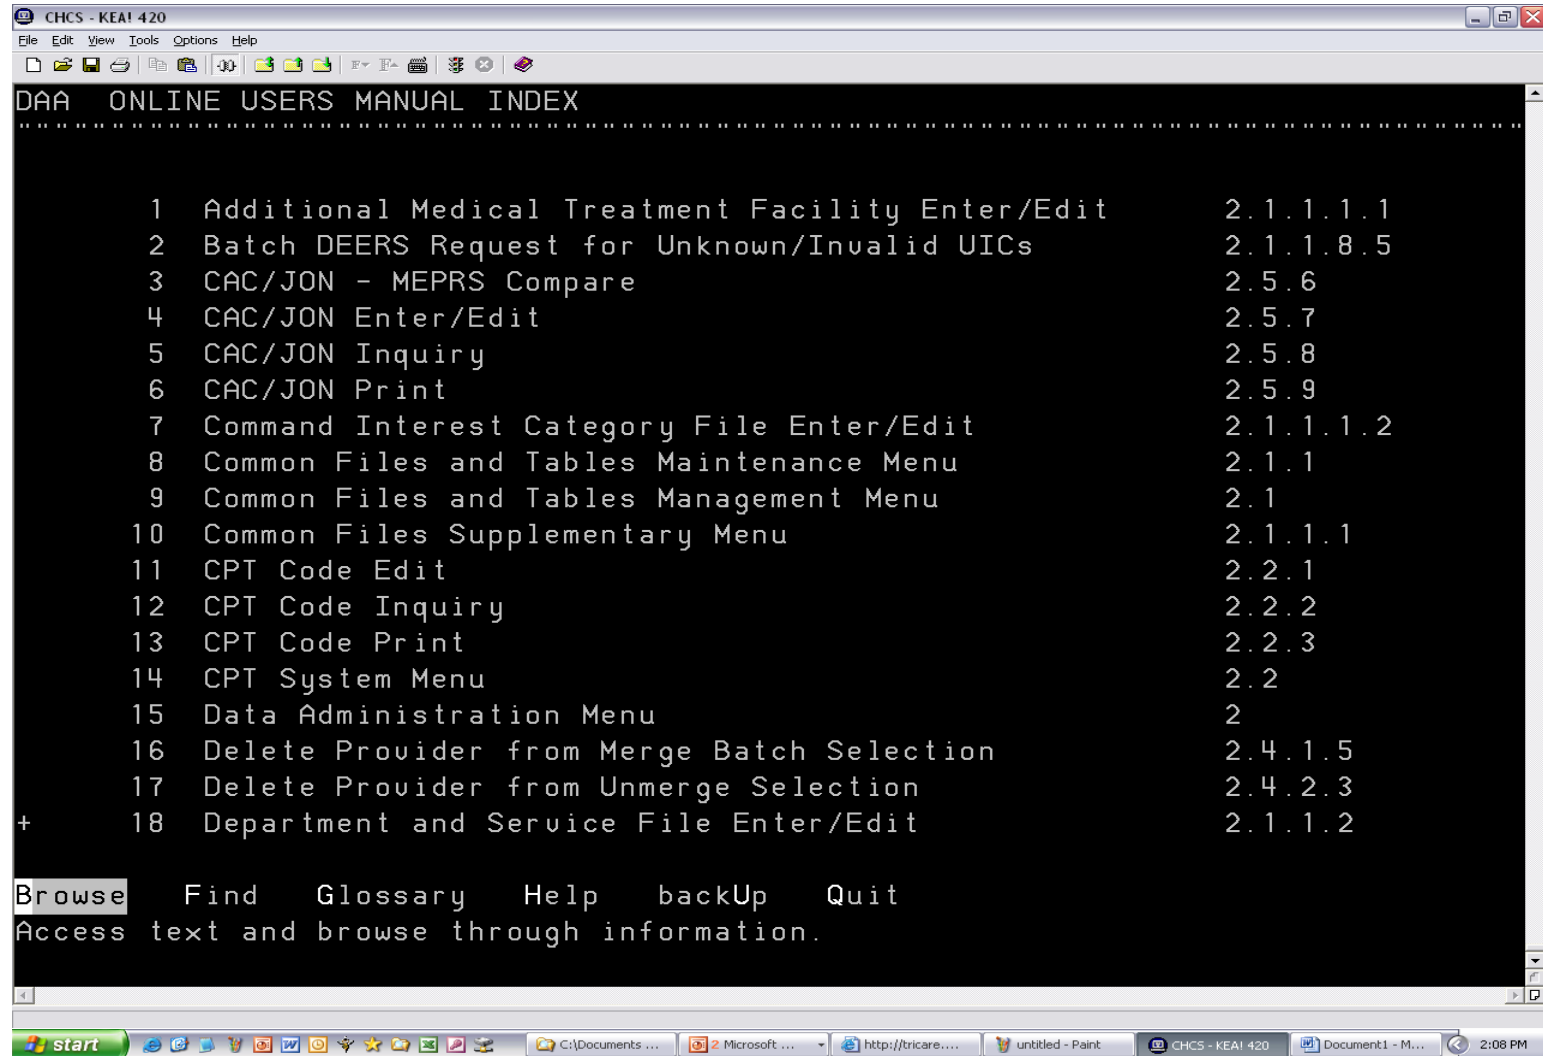 CHCS - KEA! 420
File Edit View Tools Options Help
DAA ONLINE USERS MANUAL INDEX
1 Additional Medical Treatment Facility Enter/Edit 2.1.1.1.1
2 Batch DEERS Request for Unknown/Invalid UICs 2.1.1.8.5
3 CAC/JON - MEPRS Compare 2.5.6
4 CAC/JON Enter/Edit 2.5.7
5 CAC/JON Inquiry 2.5.8
6 CAC/JON Print 2.5.9
7 Command Interest Category File Enter/Edit 2.1.1.1.2
8 Common Files and Tables Maintenance Menu 2.1.1
9 Common Files and Tables Management Menu 2.1
10 Common Files Supplementary Menu 2.1.1.1
11 CPT Code Edit 2.2.1
12 CPT Code Inquiry 2.2.2
13 CPT Code Print 2.2.3
14 CPT System Menu 2.2
15 Data Administration Menu 2
16 Delete Provider from Merge Batch Selection 2.4.1.5
17 Delete Provider from Unmerge Selection 2.4.2.3
+ 18 Department and Service File Enter/Edit 2.1.1.2
Browse Find Glossary Help backUp Quit
Access text and browse through information.
start C:\Documents ... 2 Microsoft ... http://tricare.... untitled - Paint CHCS - KEA! 420 Document1 - M... 2:08 PM